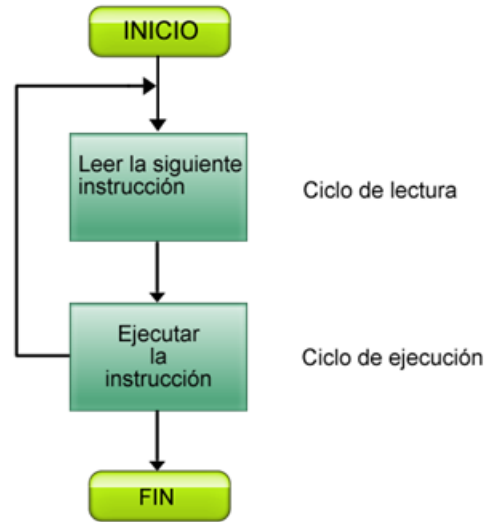 INICIO
Leer la siguiente
instrucción
Ciclo de lectura
Ejecutar
la
instrucción
Ciclo de ejecución
FIN